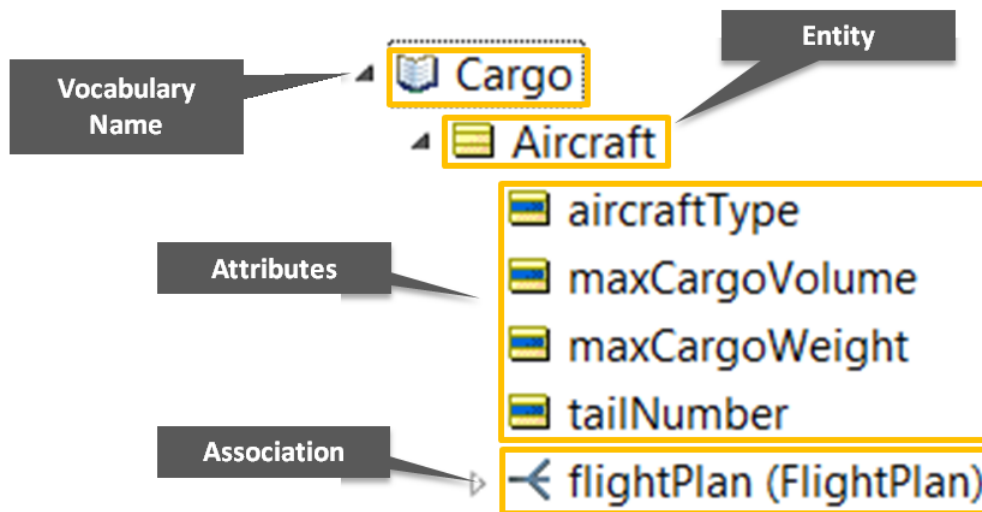 Entity
Vocabulary
Name
Cargo
Aircraft
aircraftType
Attributes
maxCargoVolume
maxCargoWeight
tailNumber
Association
flightPlan (FlightPlan)